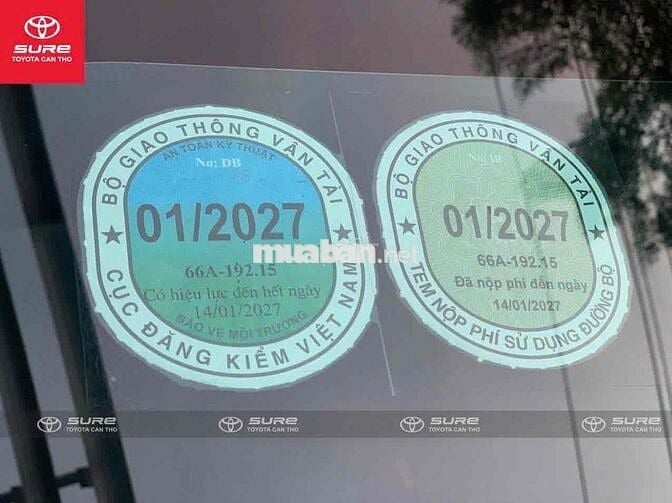 TOYOTA
SURE
TOYOTA CAN THO
BỘ GIAO THÔNG VẬN TẢI
AN TOÀN KỸ THUẬT
No: DB
01/2027
66A-192.15
Có hiệu lực đến hết ngày
14/01/2027
BẢO VỆ MÔI TRƯỜNG
CỤC ĐĂNG KIỂM VIỆT NAM
BỘ GIAO THÔNG VẬN TẢI
01/2027
66A-192.15
Đã nộp phí đến ngày
14/01/2027
TEM NỘP PHÍ SỬ DỤNG ĐƯỜNG BỘ
muaban.net
SURE
TOYOTA CAN THO
SURE
TOYOTA CAN THO
SURE
TOYOTA CAN THO
SURE
TOYOTA CAN THO